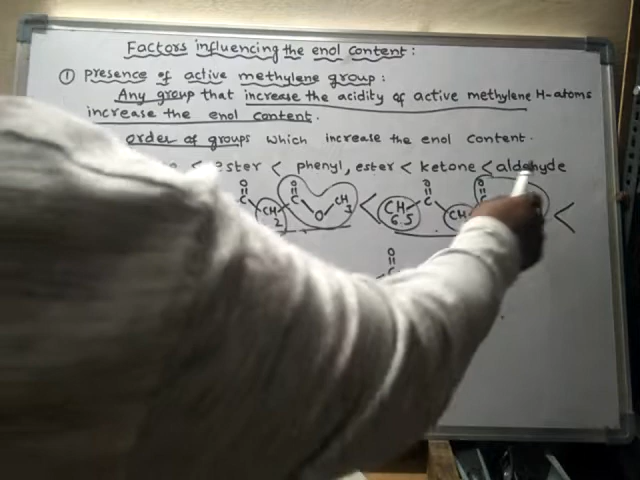 Factors influencing the enol content:
① presence of active methylene group:
Any group that increase the acidity of active methylene H-atoms
increase the enol content.
order of groups which increase the enol content.
< ester < phenyl, ester < ketone < aldehyde
O O O O
C CH2 C O CH3 < C6H5 C CH C <
O
C